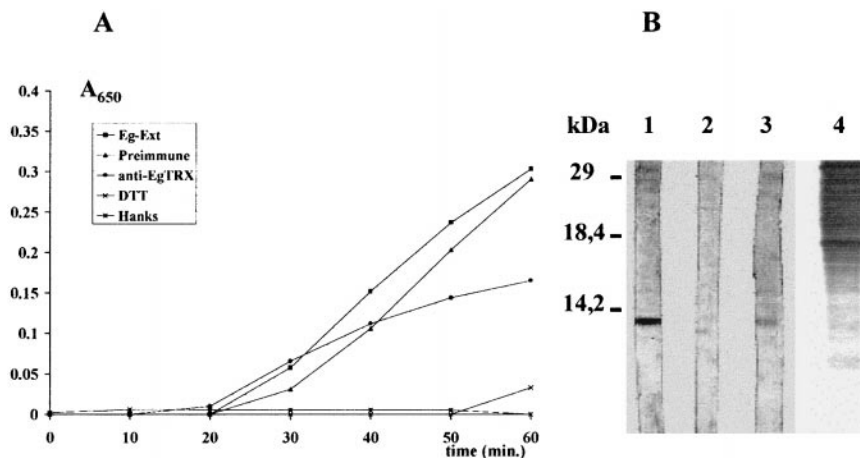 A
B
A650
0.4
0.35
0.3
0.25
0.2
0.15
0.1
0.05
0
Eg-Ext
Preimmune
anti-EgTRX
DTT
Hanks
0 10 20 30 40 50 60
time (min.)
kDa 1 2 3 4
29
18,4
14,2